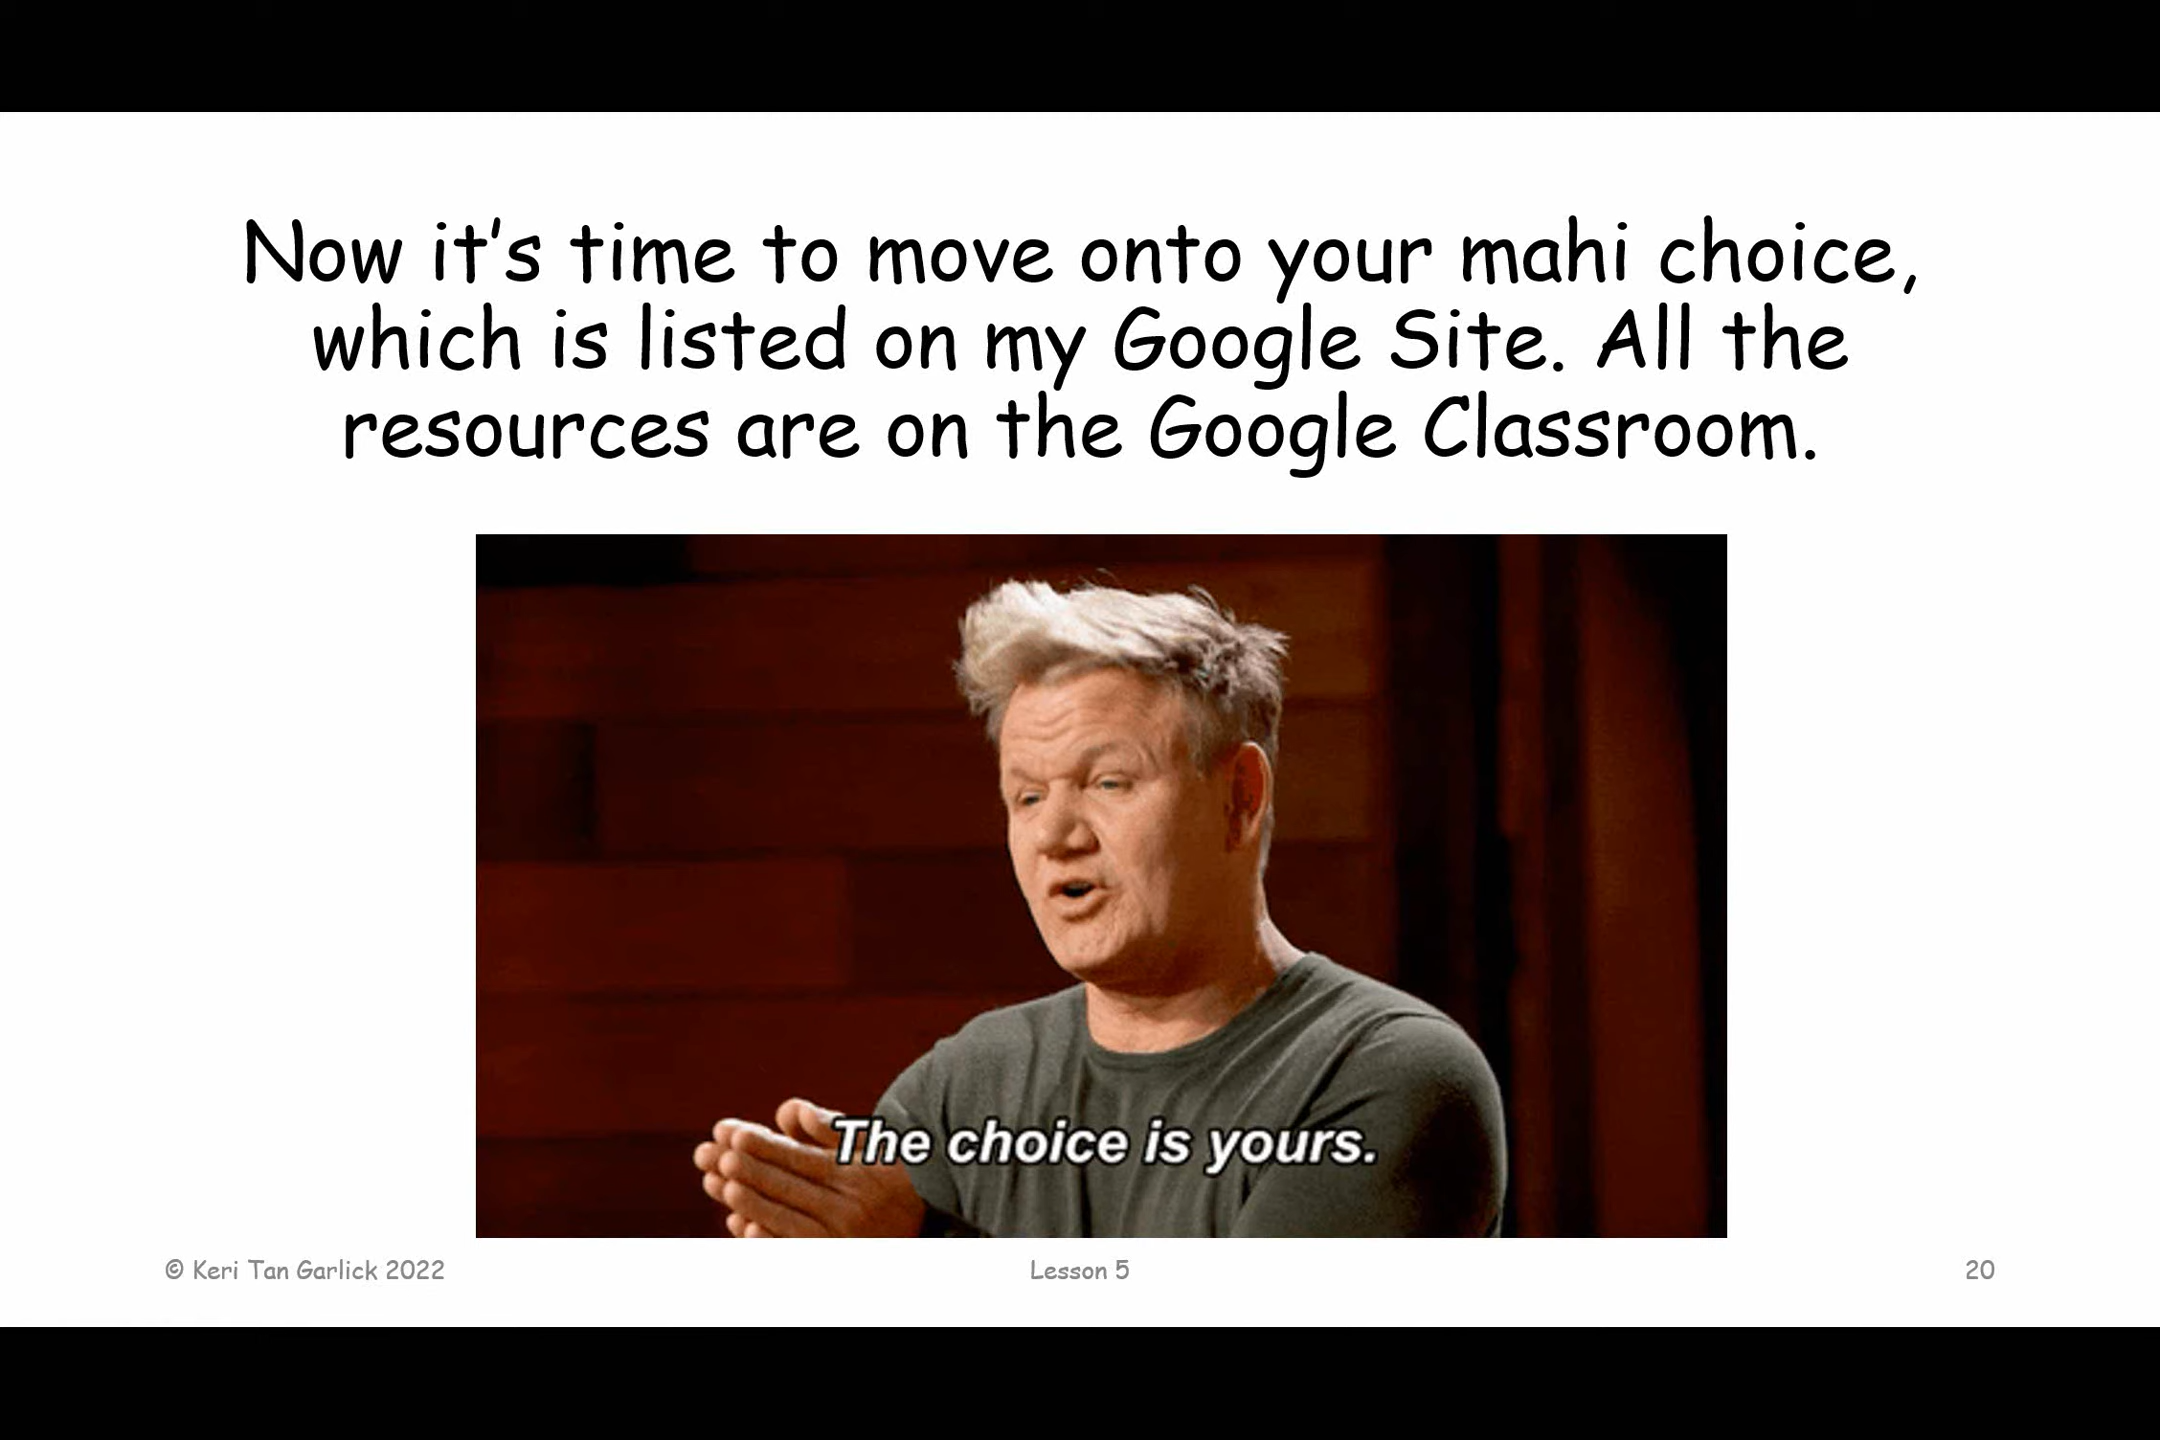 Now it’s time to move onto your mahi choice,
which is listed on my Google Site. All the
resources are on the Google Classroom.
The choice is yours.
© Keri Tan Garlick 2022
Lesson 5
20